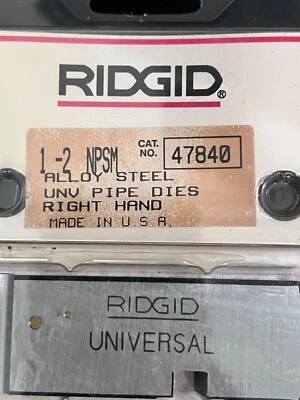 RIDGID®
1-2 NPSM CAT. NO. 47840
ALLOY STEEL
UNV PIPE DIES
RIGHT HAND
MADE IN U.S.A.
RIDGID
UNIVERSAL